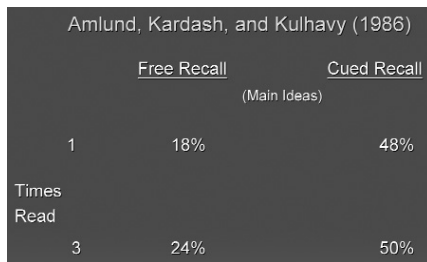 Amlund, Kardash, and Kulhavy (1986)
Free Recall Cued Recall
(Main Ideas)
1 18% 48%
Times
Read
3 24% 50%